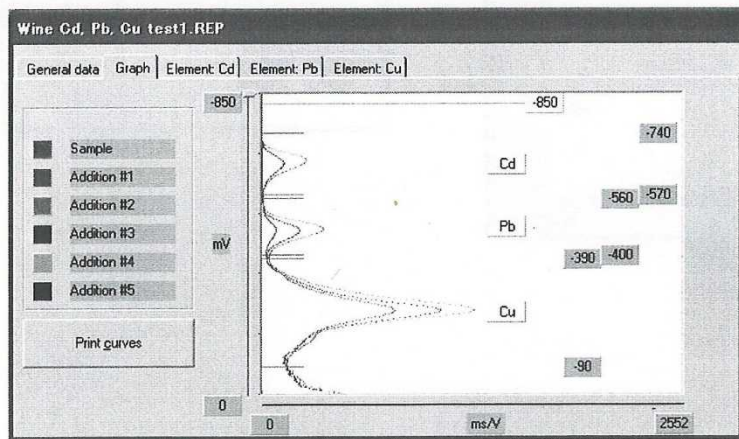 Wine Cd, Pb, Cu test1.REP
General data Graph Element: Cd Element: Pb Element: Cu
-850 -850
-740
Sample
Cd
Addition #1
Addition #2
-560 -570
Addition #3
Pb
mV
-390 -400
Addition #4
Addition #5
Cu
Print curves
-90
0
0 ms/V 2552